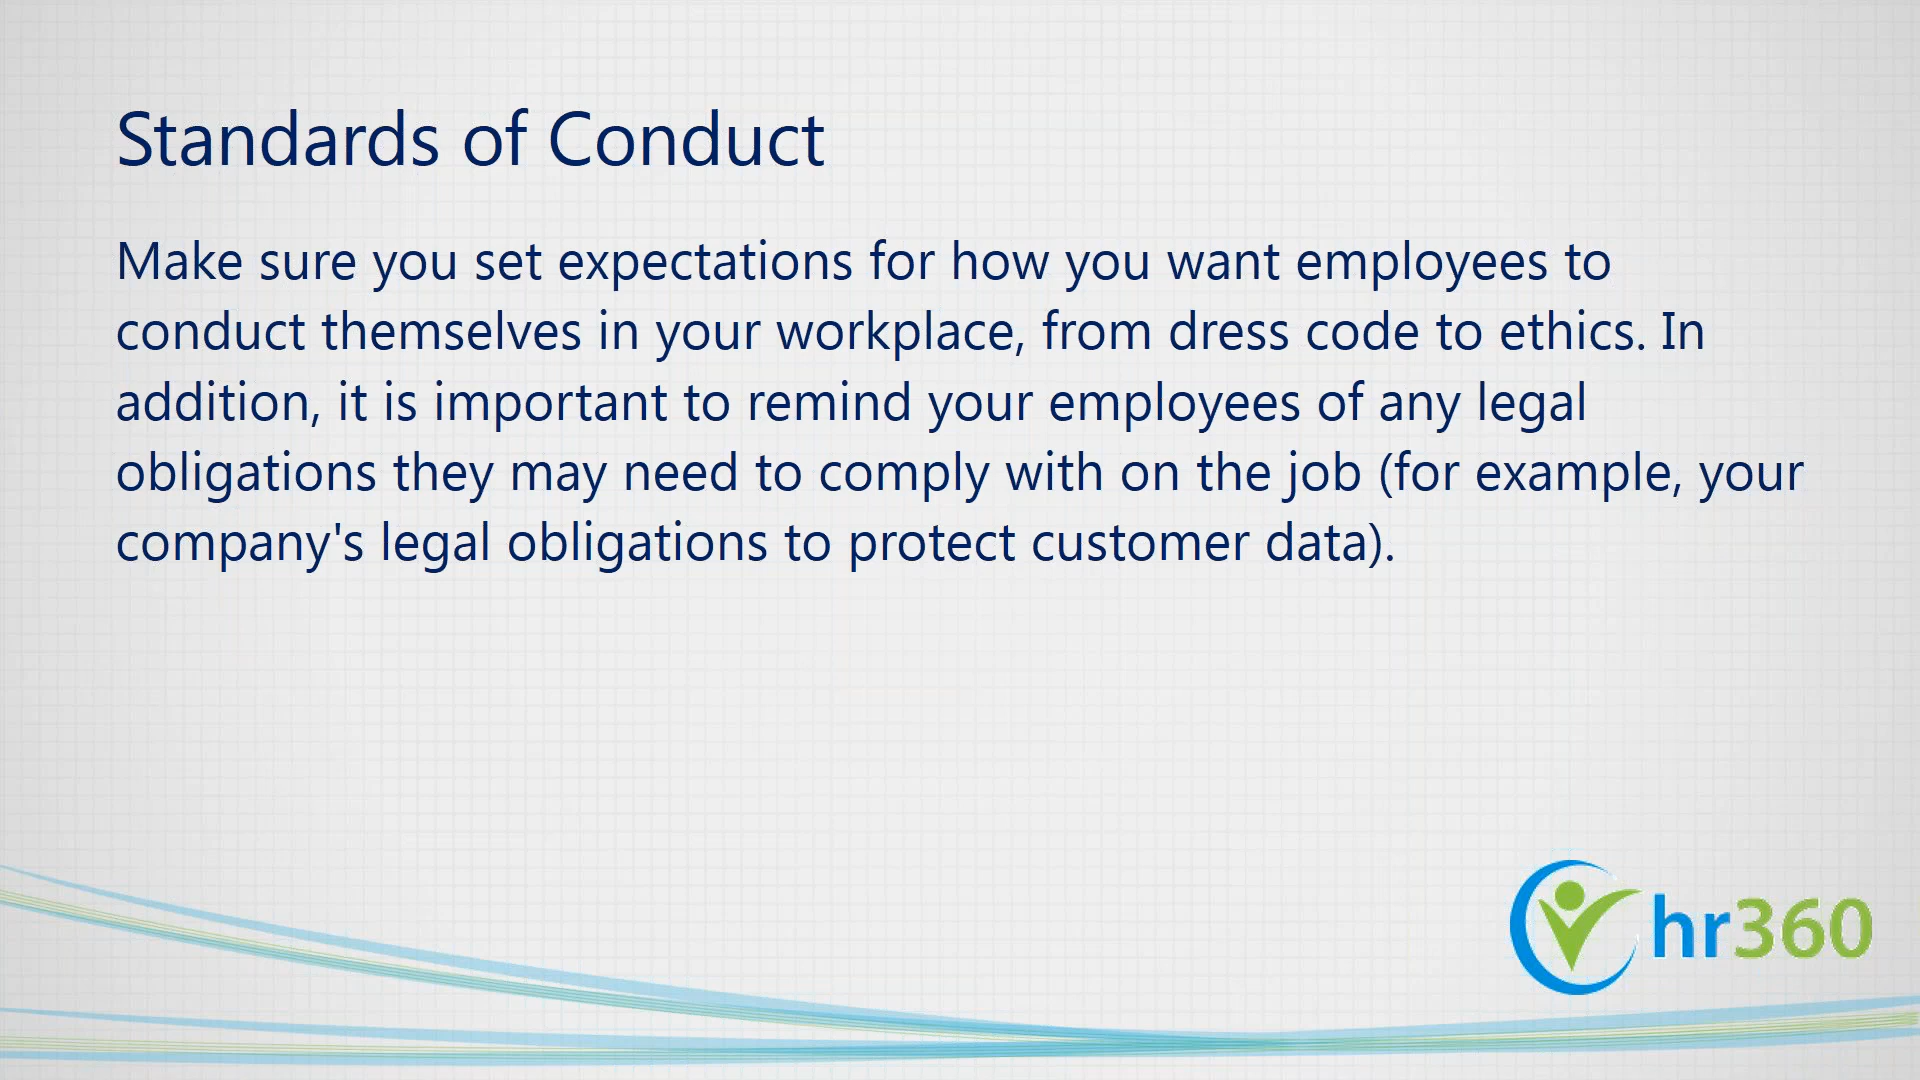 Standards of Conduct
Make sure you set expectations for how you want employees to
conduct themselves in your workplace, from dress code to ethics. In
addition, it is important to remind your employees of any legal
obligations they may need to comply with on the job (for example, your
company's legal obligations to protect customer data).
hr360